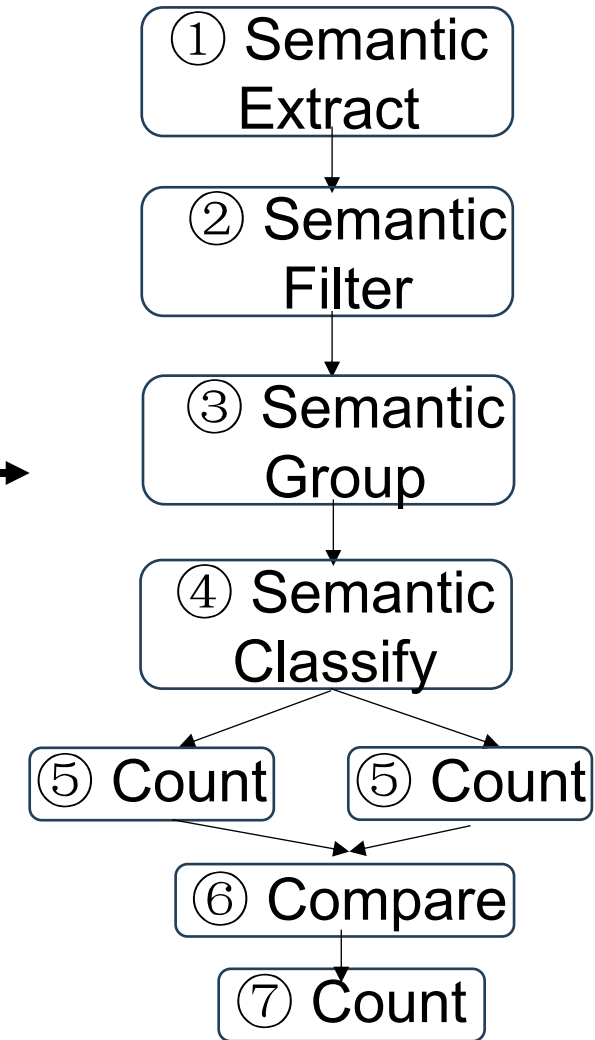 ① Semantic
Extract
② Semantic
Filter
③ Semantic
Group
④ Semantic
Classify
⑤ Count
⑤ Count
⑥ Compare
⑦ Count